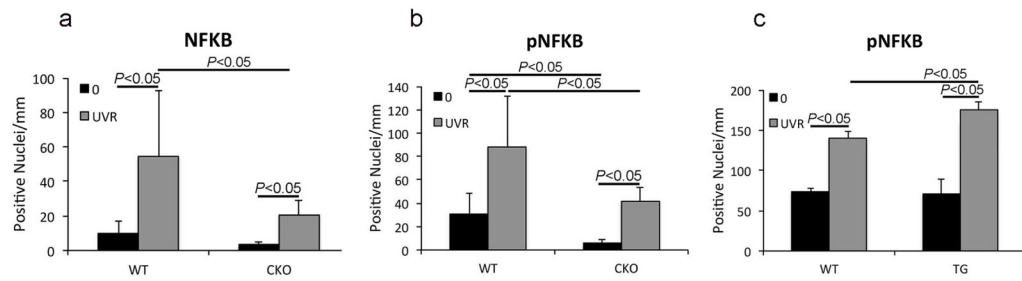 a
NFKB
P<0.05
P<0.05
P<0.05
100
80
60
40
20
0
Positive Nuclei/mm
0
UVR
WT
CKO
b
pNFKB
P<0.05
P<0.05
P<0.05
P<0.05
140
120
100
80
60
40
20
0
Positive Nuclei/mm
0
UVR
WT
CKO
c
pNFKB
P<0.05
P<0.05
P<0.05
200
150
100
50
0
Positive Nuclei/mm
0
UVR
WT
TG